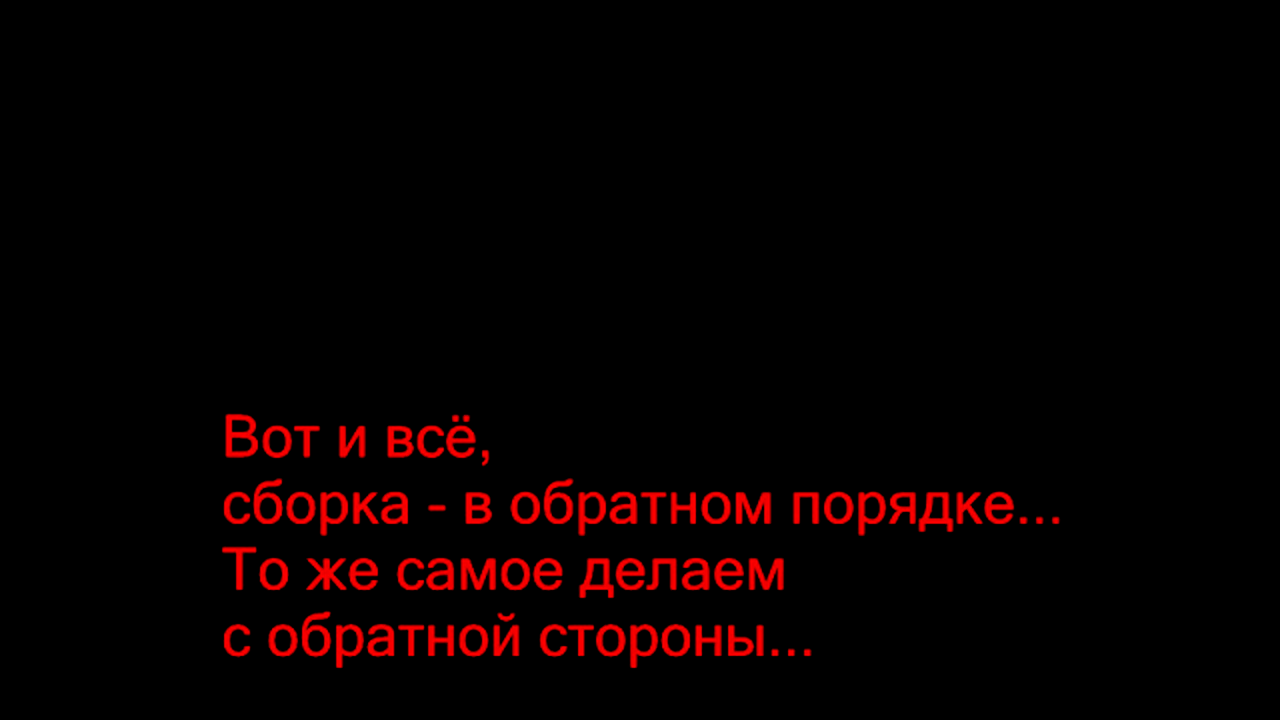 Вот и всё,
сборка - в обратном порядке...
То же самое делаем
с обратной стороны...